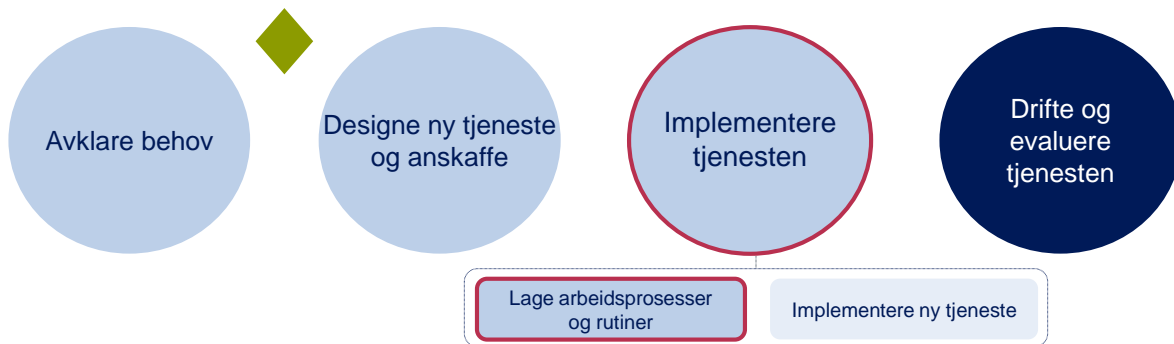 Avklare behov
Designe ny tjeneste
og anskaffe
Implementere
tjenesten
Drifte og
evaluere
tjenesten
Lage arbeidsprosesser
og rutiner
Implementere ny tjeneste